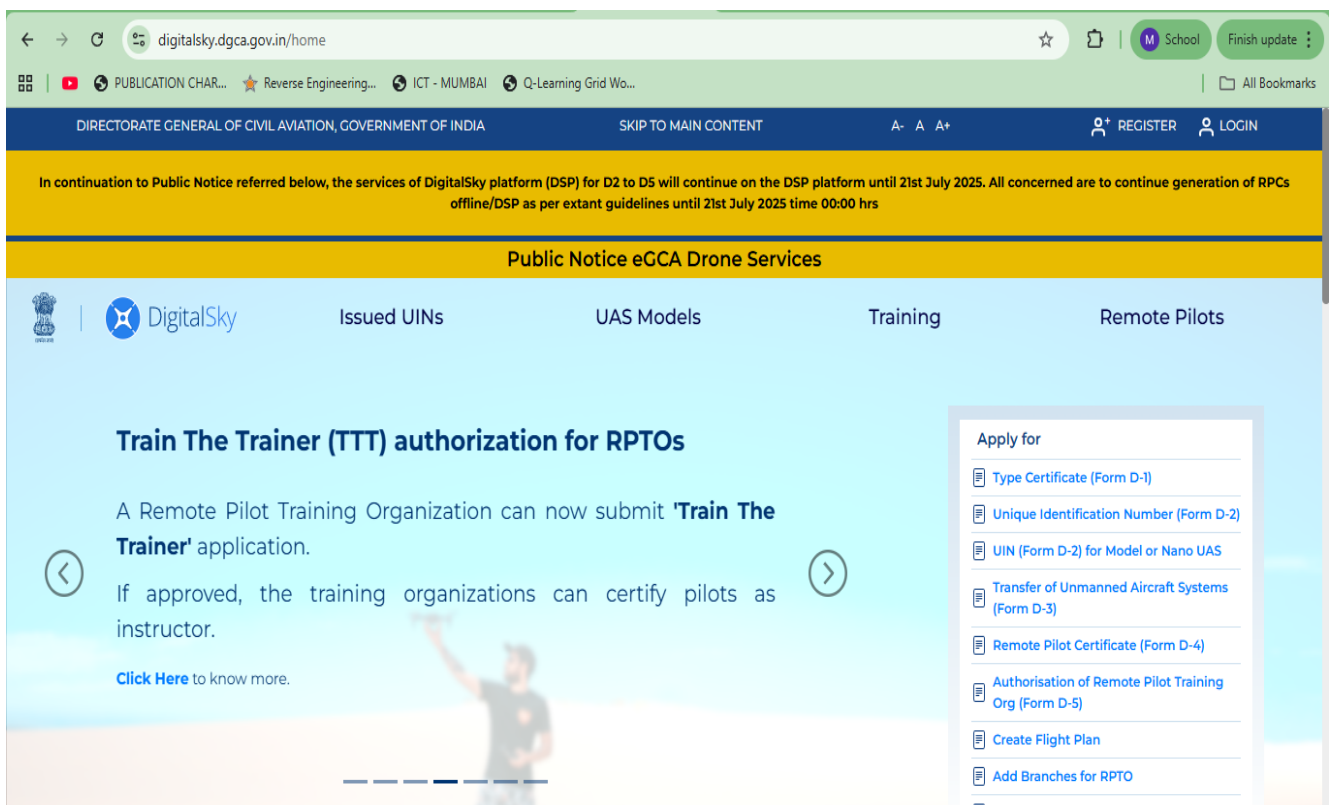 digitalsky.dgca.gov.in/home
M School
Finish update
PUBLICATION CHAR...
Reverse Engineering...
ICT - MUMBAI
Q-Learning Grid Wo...
All Bookmarks
DIRECTORATE GENERAL OF CIVIL AVIATION, GOVERNMENT OF INDIA
SKIP TO MAIN CONTENT
A- A A+
REGISTER
LOGIN
In continuation to Public Notice referred below, the services of DigitalSky platform (DSP) for D2 to D5 will continue on the DSP platform until 21st July 2025. All concerned are to continue generation of RPCs
offline/DSP as per extant guidelines until 21st July 2025 time 00:00 hrs
Public Notice eGCA Drone Services
DigitalSky
Issued UINs
UAS Models
Training
Remote Pilots
Train The Trainer (TTT) authorization for RPTOs
A Remote Pilot Training Organization can now submit 'Train The
Trainer' application.
If approved, the training organizations can certify pilots as
instructor.
Click Here to know more.
Apply for
Type Certificate (Form D-1)
Unique Identification Number (Form D-2)
UIN (Form D-2) for Model or Nano UAS
Transfer of Unmanned Aircraft Systems
(Form D-3)
Remote Pilot Certificate (Form D-4)
Authorisation of Remote Pilot Training
Org (Form D-5)
Create Flight Plan
Add Branches for RPTO